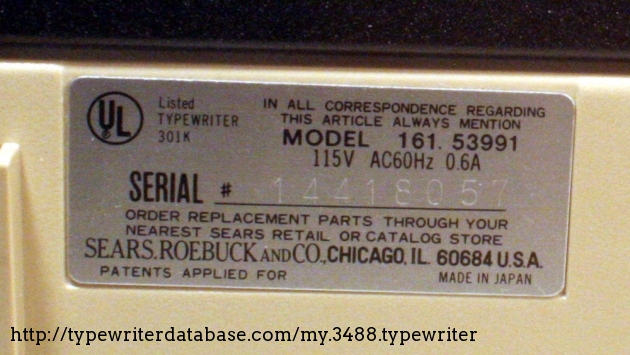 UL
Listed
TYPEWRITER
301K
IN ALL CORRESPONDENCE REGARDING
THIS ARTICLE ALWAYS MENTION
MODEL 161. 53991
115V AC60Hz 0.6A
SERIAL # 14418057
ORDER REPLACEMENT PARTS THROUGH YOUR
NEAREST SEARS RETAIL OR CATALOG STORE
SEARS, ROEBUCK AND CO., CHICAGO, IL. 60684 U.S.A.
PATENTS APPLIED FOR MADE IN JAPAN
http://typewriterdatabase.com/my.3488.typewriter